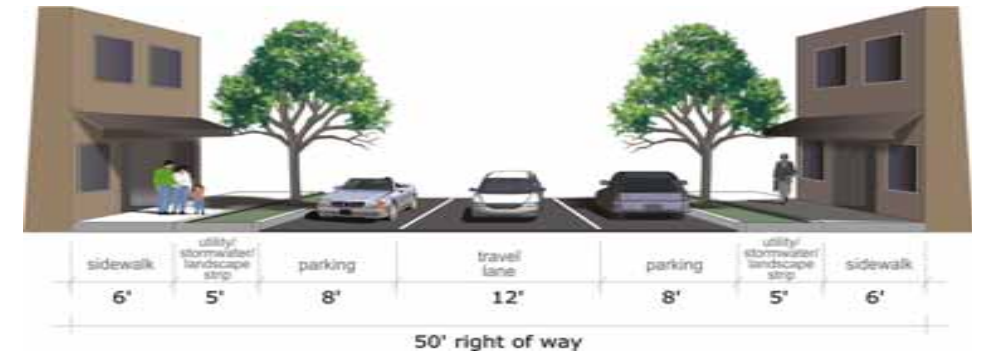 sidewalk
utility/
stormwater/
landscape
strip
parking
travel
lane
parking
utility/
stormwater/
landscape
strip
sidewalk
6' 5' 8' 12' 8' 5' 6'
50' right of way